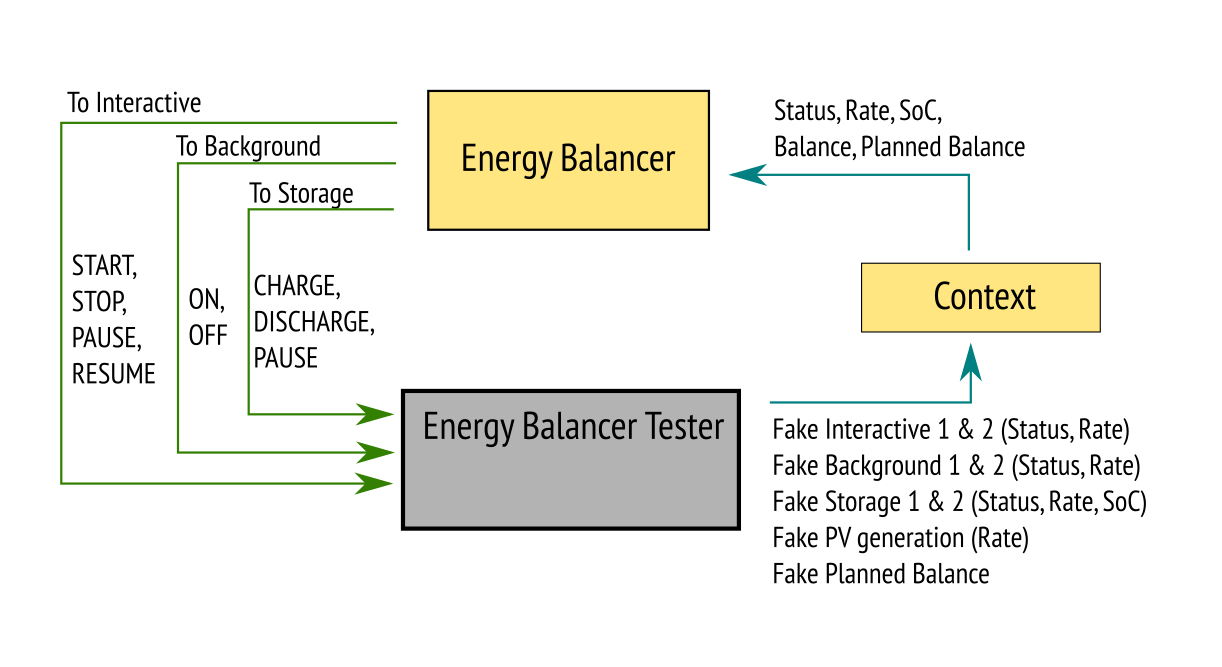 To Interactive
To Background
To Storage
START,
STOP,
PAUSE,
RESUME
ON,
OFF
CHARGE,
DISCHARGE,
PAUSE
Energy Balancer
Status, Rate, SoC,
Balance, Planned Balance
Context
Energy Balancer Tester
Fake Interactive 1 & 2 (Status, Rate)
Fake Background 1 & 2 (Status, Rate)
Fake Storage 1 & 2 (Status, Rate, SoC)
Fake PV generation (Rate)
Fake Planned Balance